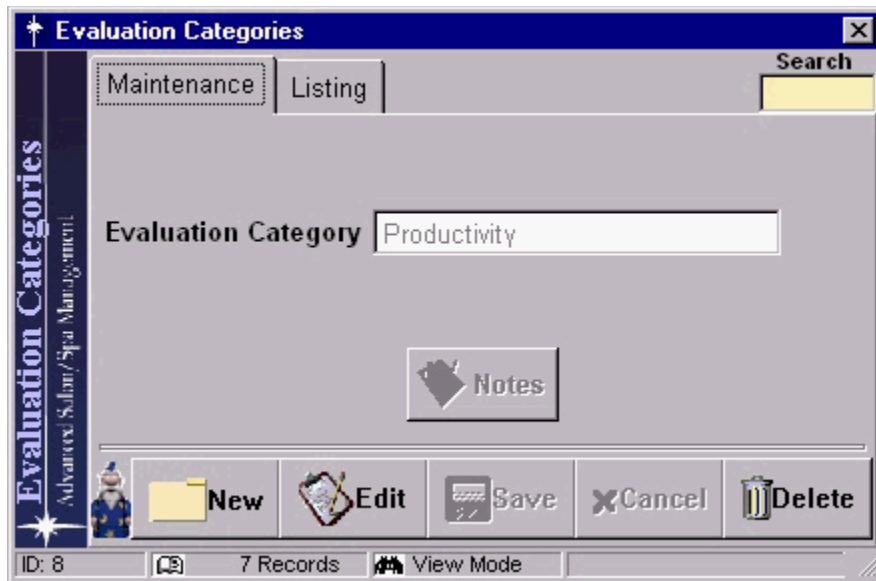 Evaluation Categories
Search
Maintenance
Listing
Evaluation Categories
Advanced Salon/Spa Management
Evaluation Category
Productivity
Notes
New
Edit
Save
Cancel
Delete
ID: 8
7 Records
View Mode